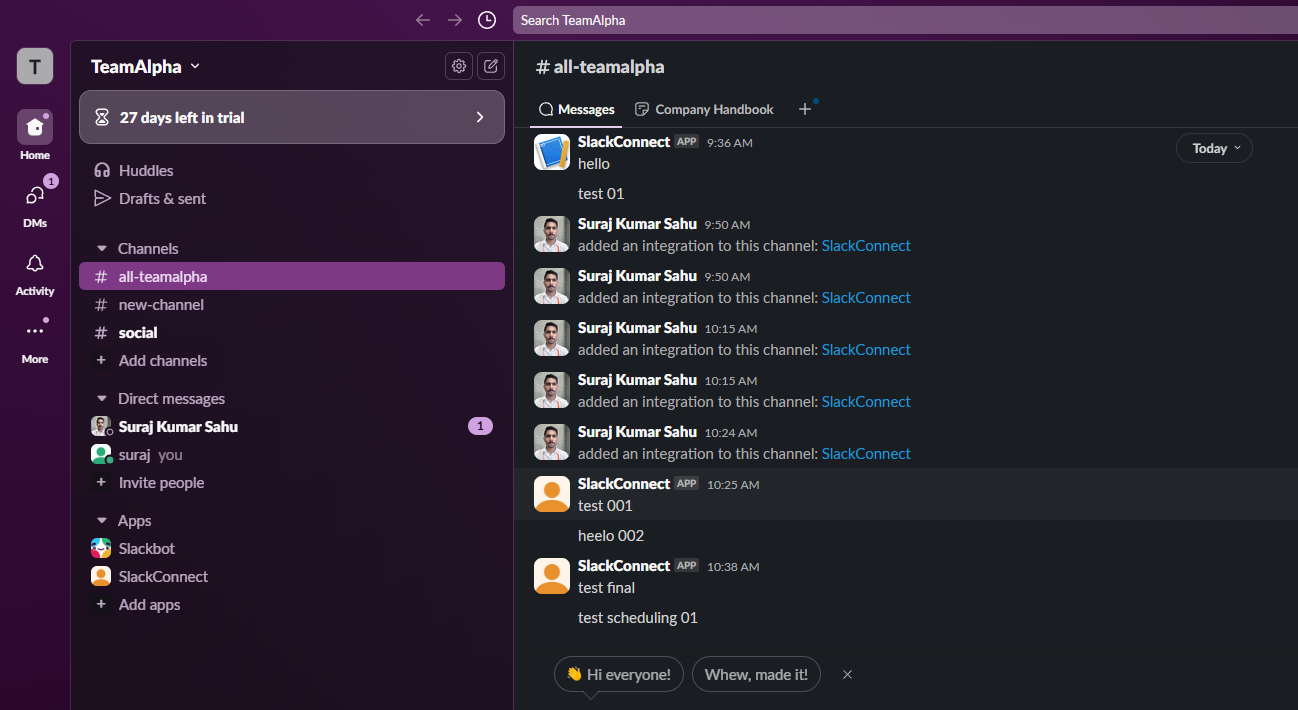 Search TeamAlpha
T
Home
1
DMs
Activity
More
TeamAlpha
27 days left in trial
Huddles
Drafts & sent
Channels
# all-teamalpha
# new-channel
# social
+ Add channels
Direct messages
Suraj Kumar Sahu 1
suraj you
+ Invite people
Apps
Slackbot
SlackConnect
+ Add apps
# all-teamalpha
Messages Company Handbook +
Today
SlackConnect APP 9:36 AM
hello
test 01
Suraj Kumar Sahu 9:50 AM
added an integration to this channel: SlackConnect
Suraj Kumar Sahu 9:50 AM
added an integration to this channel: SlackConnect
Suraj Kumar Sahu 10:15 AM
added an integration to this channel: SlackConnect
Suraj Kumar Sahu 10:15 AM
added an integration to this channel: SlackConnect
Suraj Kumar Sahu 10:24 AM
added an integration to this channel: SlackConnect
SlackConnect APP 10:25 AM
test 001
heelo 002
SlackConnect APP 10:38 AM
test final
test scheduling 01
👋 Hi everyone! Whew, made it!